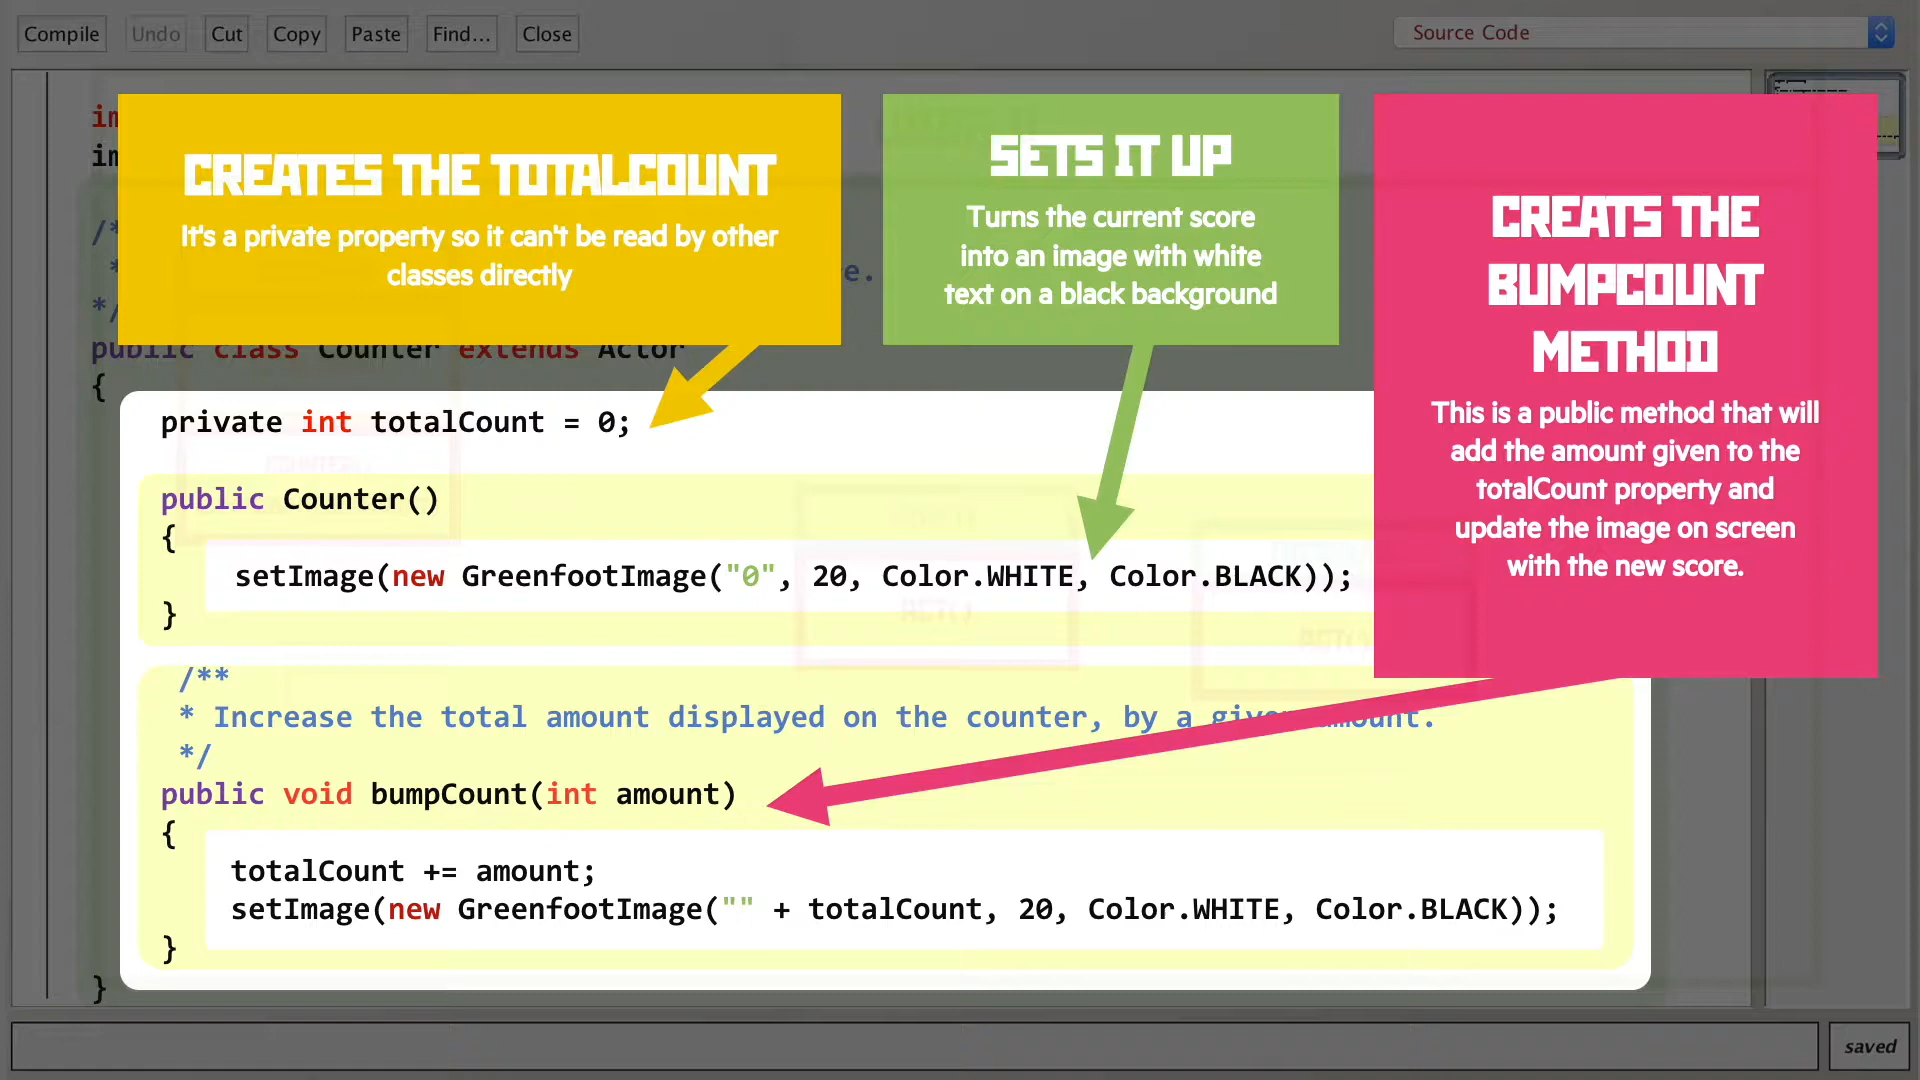 Compile Undo Cut Copy Paste Find... Close Source Code
im
im
CREATES THE TOTALCOUNT
It's a private property so it can't be read by other
classes directly
SETS IT UP
Turns the current score
into an image with white
text on a black background
CREATS THE
BUMPCOUNT
METHOD
This is a public method that will
add the amount given to the
totalCount property and
update the image on screen
with the new score.
/*
* e.
*/
public class Counter extends Actor
{
private int totalCount = 0;
public Counter()
{
setImage(new GreenfootImage("0", 20, Color.WHITE, Color.BLACK));
}
/**
* Increase the total amount displayed on the counter, by a given amount.
*/
public void bumpCount(int amount)
{
totalCount += amount;
setImage(new GreenfootImage("" + totalCount, 20, Color.WHITE, Color.BLACK));
}
}
saved